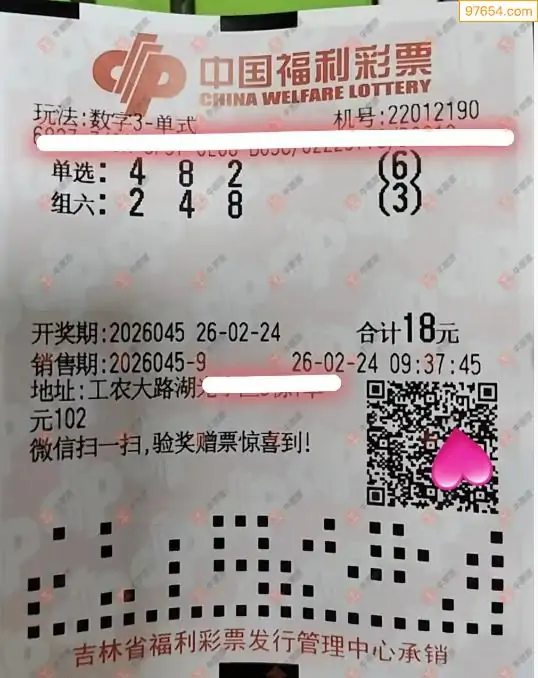 97654.com
中国福利彩票
CHINA WELFARE LOTTERY
玩法:数字3-单式 机号:22012190
单选: 4 8 2 (6)
组六: 2 4 8 (3)
开奖期:2026045 26-02-24 合计18元
销售期:2026045-9 26-02-24 09:37:45
地址:工农大路湖
元102
微信扫一扫,验奖赠票惊喜到!
吉林省福利彩票发行管理中心承销